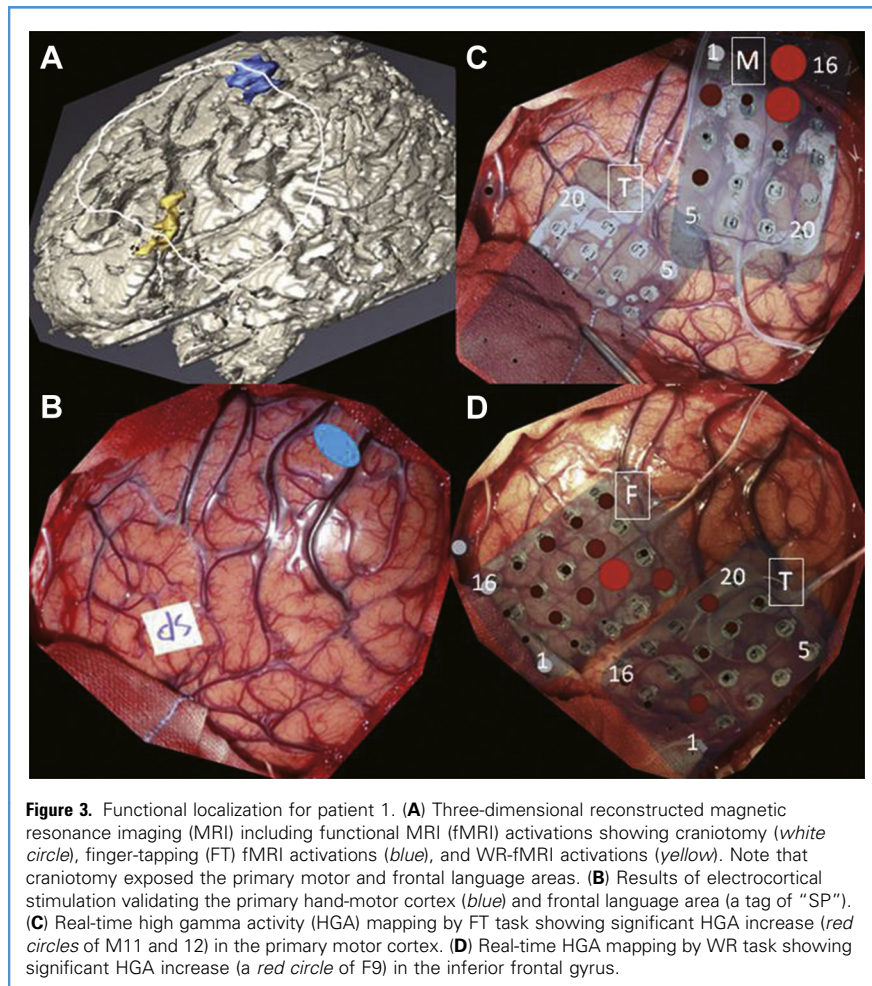 A
C
1
M
16
T
20
5
5
20
B
SP
D
F
20
T
16
5
1
16
1
Figure 3. Functional localization for patient 1. (A) Three-dimensional reconstructed magnetic
resonance imaging (MRI) including functional MRI (fMRI) activations showing craniotomy (white
circle), finger-tapping (FT) fMRI activations (blue), and WR-fMRI activations (yellow). Note that
craniotomy exposed the primary motor and frontal language areas. (B) Results of electrocortical
stimulation validating the primary hand-motor cortex (blue) and frontal language area (a tag of “SP”).
(C) Real-time high gamma activity (HGA) mapping by FT task showing significant HGA increase (red
circles of M11 and 12) in the primary motor cortex. (D) Real-time HGA mapping by WR task showing
significant HGA increase (a red circle of F9) in the inferior frontal gyrus.